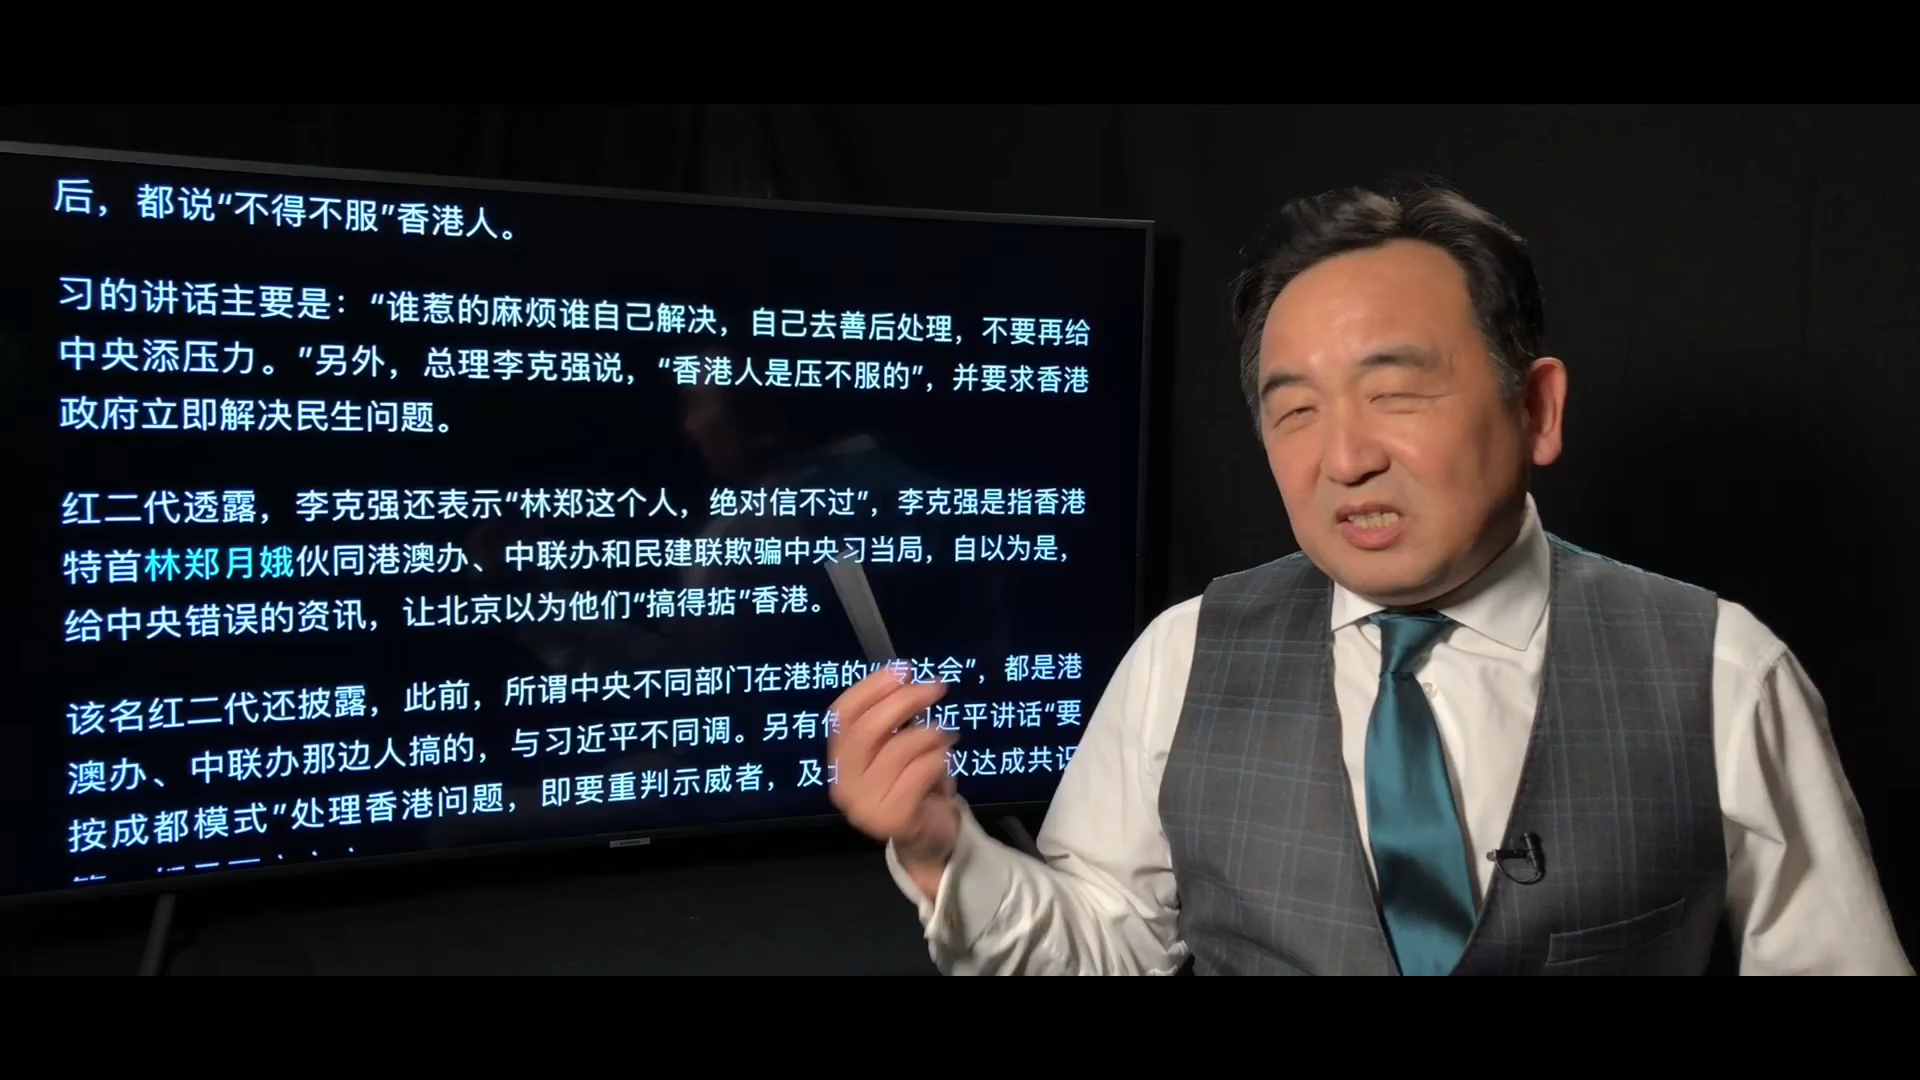 后，都说“不得不服”香港人。
习的讲话主要是：“谁惹的麻烦谁自己解决，自己去善后处理，不要再给
中央添压力。”另外，总理李克强说，“香港人是压不服的”，并要求香港
政府立即解决民生问题。
红二代透露，李克强还表示“林郑这个人，绝对信不过”，李克强是指香港
特首林郑月娥伙同港澳办、中联办和民建联欺骗中央习当局，自以为是，
给中央错误的资讯，让北京以为他们“搞得掂”香港。
该名红二代还披露，此前，所谓中央不同部门在港搞的“传达会”，都是港
澳办、中联办那边人搞的，与习近平不同调。另有传 习近平讲话“要
按成都模式”处理香港问题，即要重判示威者，及北 议达成共识